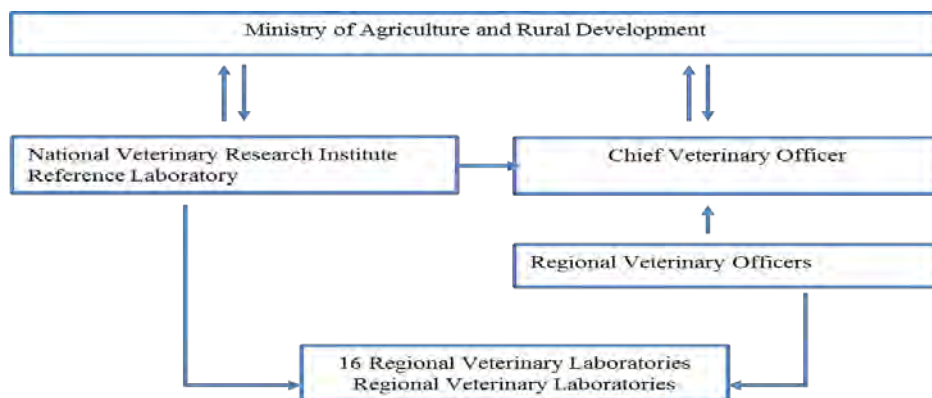 Ministry of Agriculture and Rural Development
National Veterinary Research Institute
Reference Laboratory
Chief Veterinary Officer
Regional Veterinary Officers
16 Regional Veterinary Laboratories
Regional Veterinary Laboratories